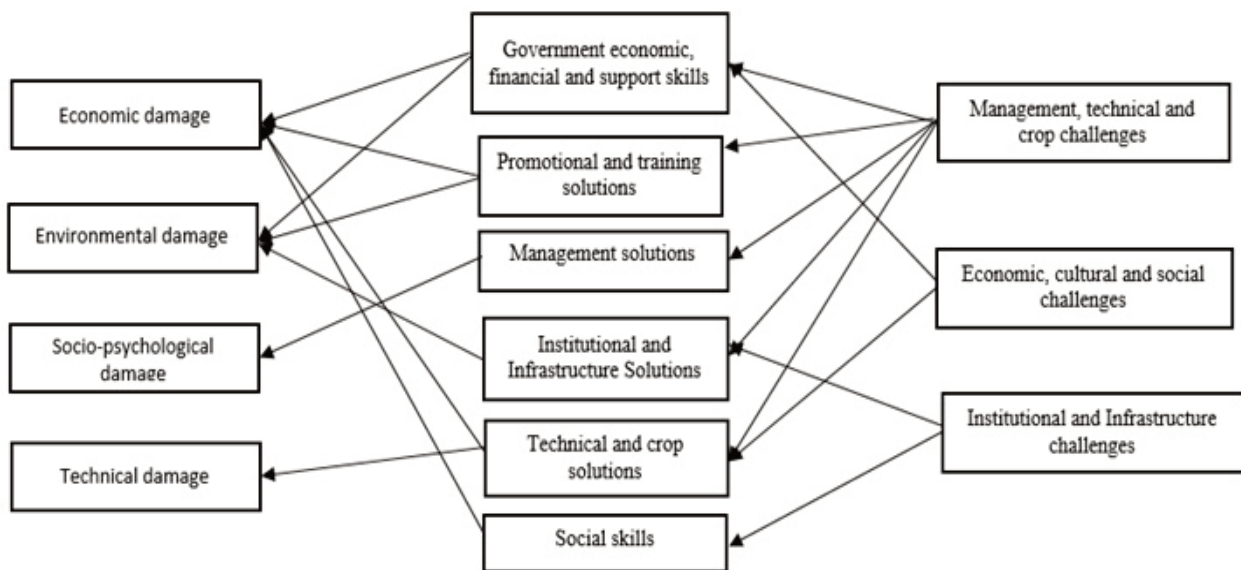 Economic damage
Environmental damage
Socio-psychological
damage
Technical damage
Government economic,
financial and support skills
Promotional and training
solutions
Management solutions
Institutional and
Infrastructure Solutions
Technical and crop
solutions
Social skills
Management, technical and
crop challenges
Economic, cultural and social
challenges
Institutional and Infrastructure
challenges